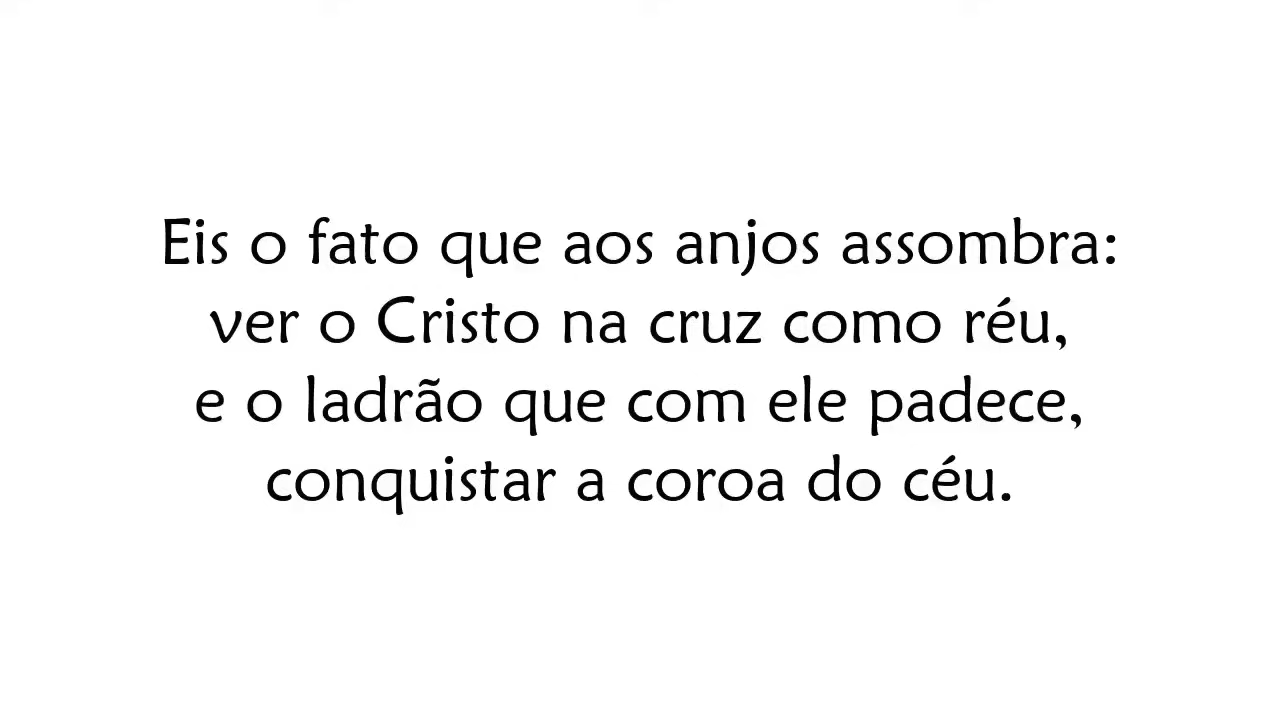 Eis o fato que aos anjos assombra:
ver o Cristo na cruz como réu,
e o ladrão que com ele padece,
conquistar a coroa do céu.